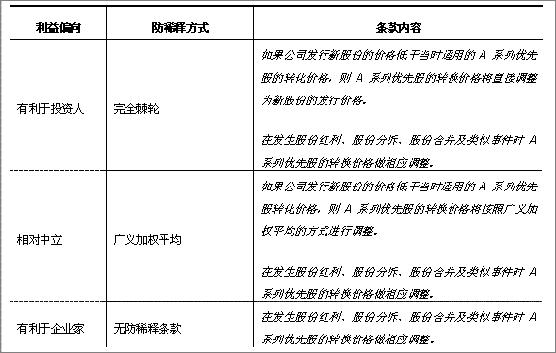 利益偏向 防稀释方式 条款内容
如果公司发行新股份的价格低于当时适用的 A 系列优先
股的转化价格，则 A 系列优先股的转换价格将直接调整
有利于投资人 完全棘轮 为新股份的发行价格。
在发生股份红利、股份分拆、股份合并及类似事件时 A
系列优先股的转换价格做相应调整。
如果公司发行新股份的价格低于当时适用的 A 系列优先
股转化价格，则 A 系列优先股的转换价格将按照广义加
相对中立 广义加权平均 权平均的方式进行调整。
在发生股份红利、股份分拆、股份合并及类似事件时 A
系列优先股的转换价格做相应调整。
有利于企业家 无防稀释条款 在发生股份红利、股份分拆、股份合并及类似事件时 A
系列优先股的转换价格做相应调整。